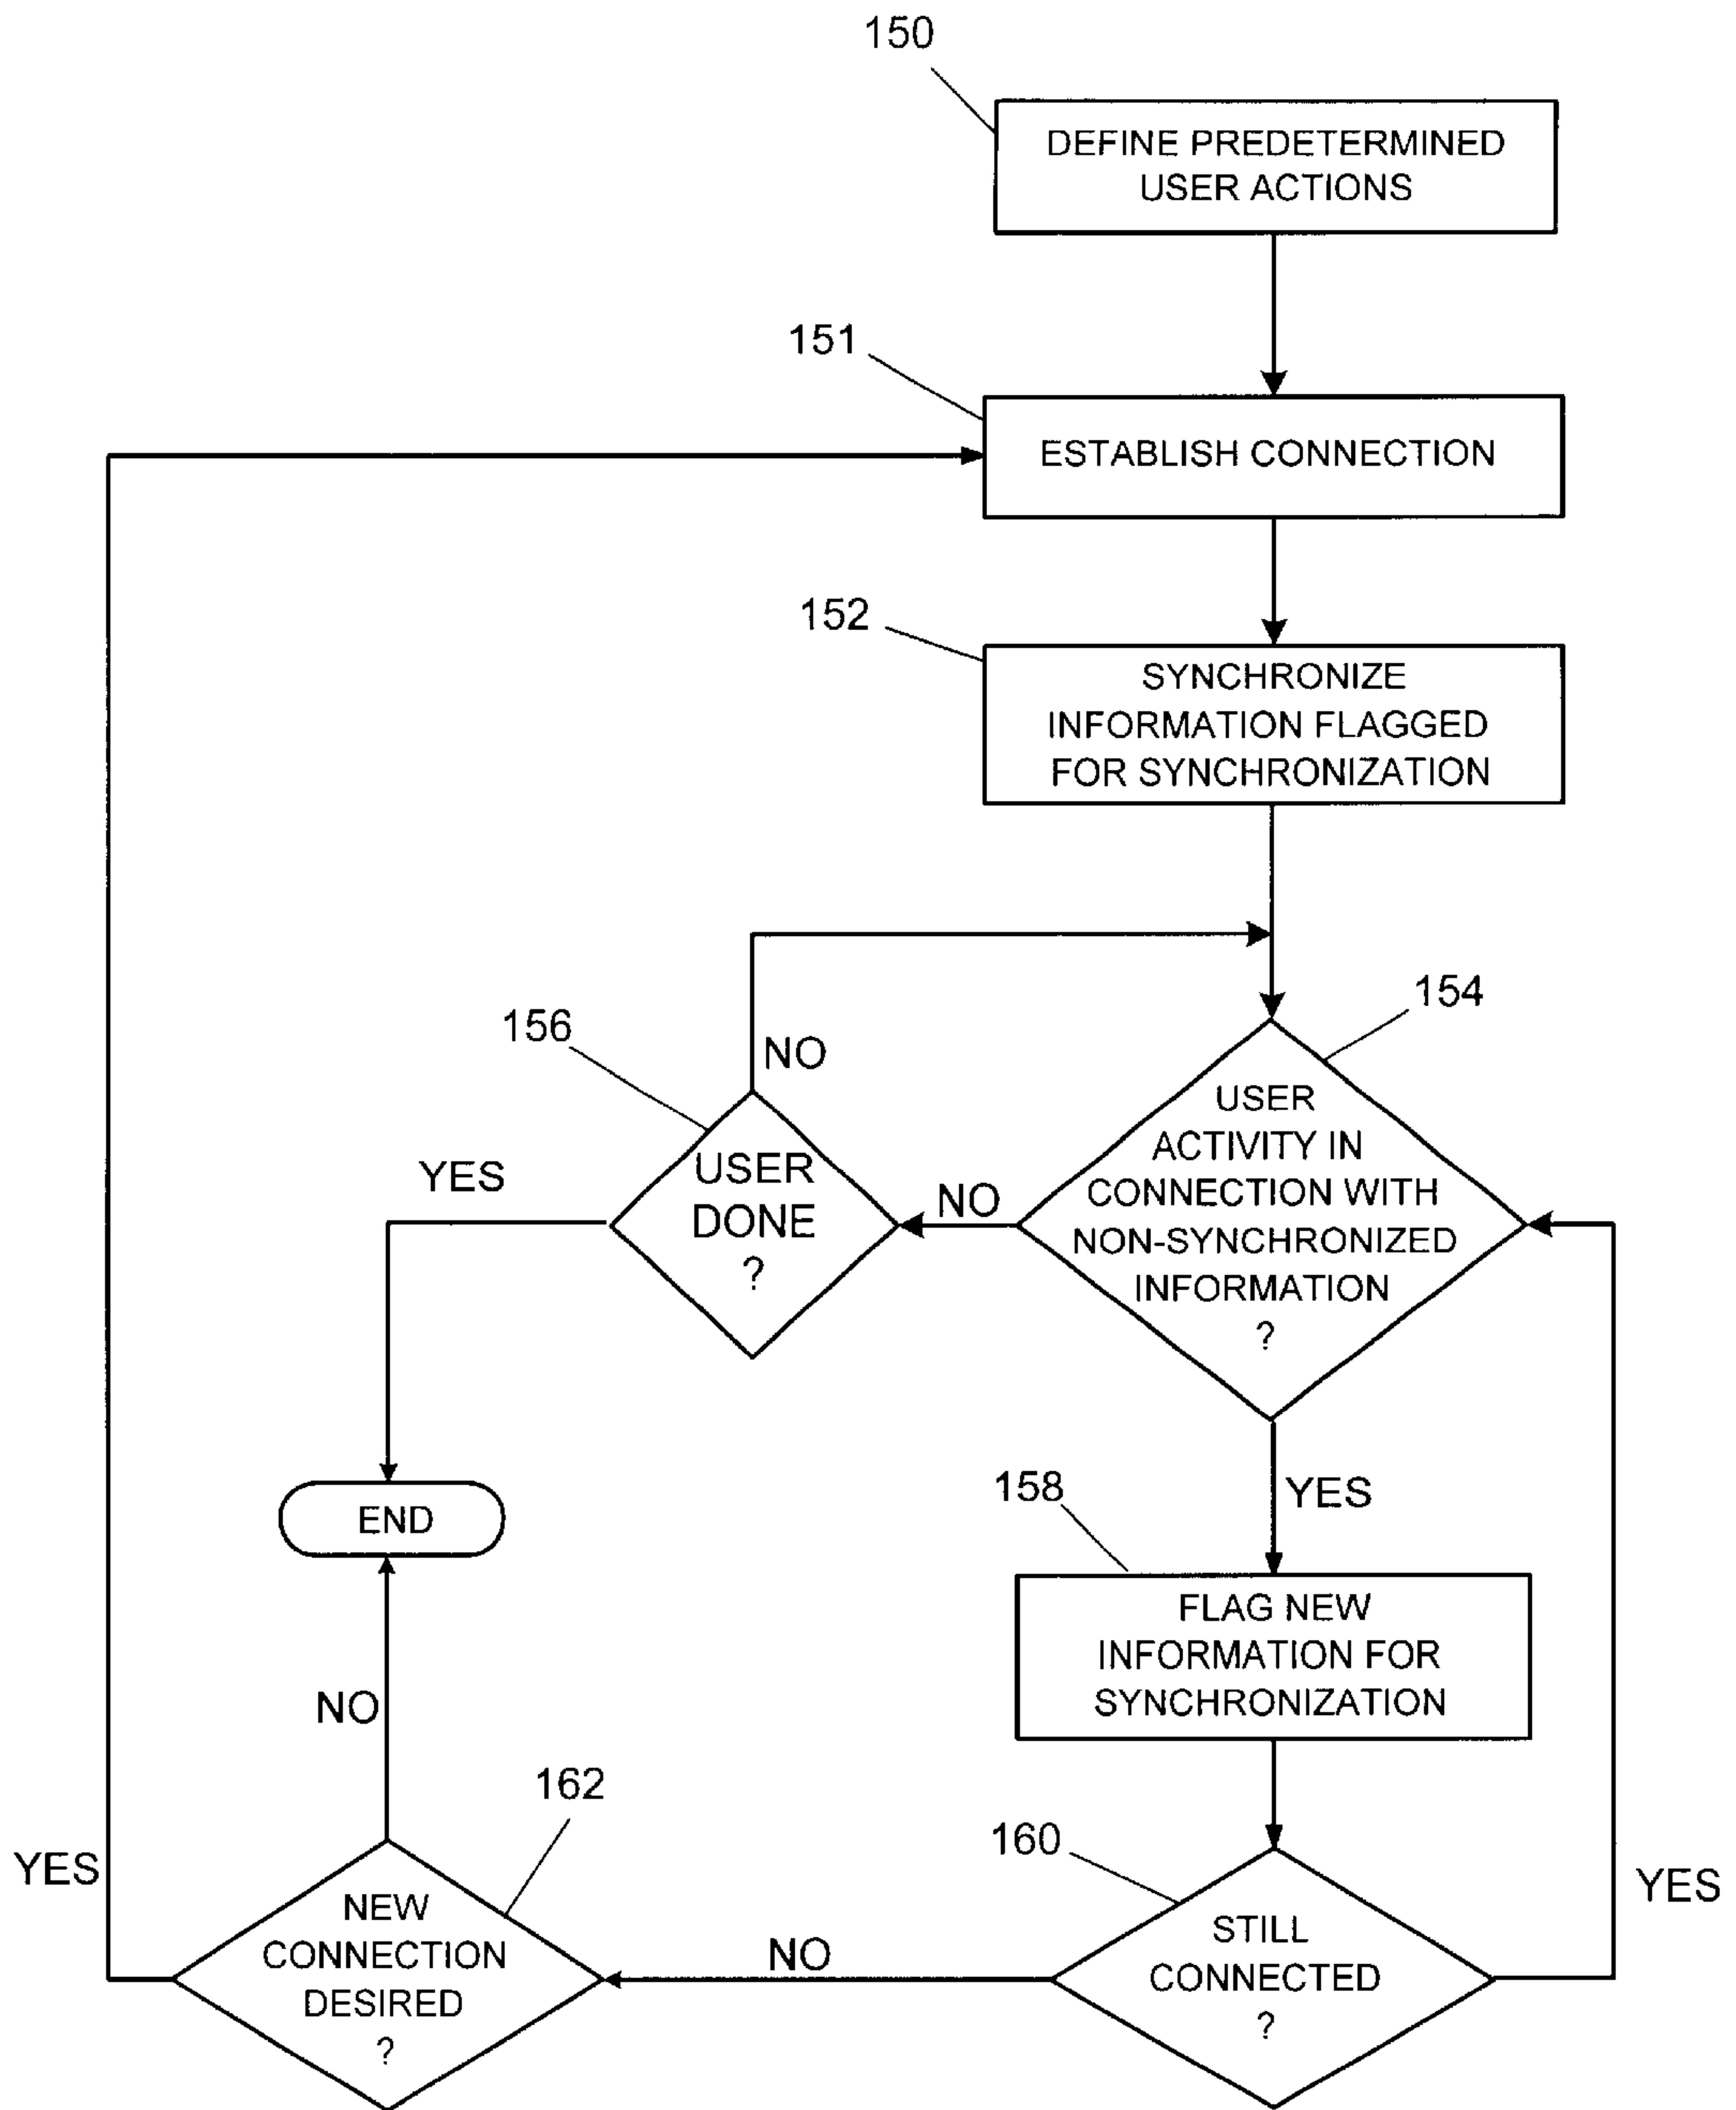 150
DEFINE PREDETERMINED
USER ACTIONS
151
ESTABLISH CONNECTION
152
SYNCHRONIZE
INFORMATION FLAGGED
FOR SYNCHRONIZATION
154
156
NO
USER
ACTIVITY IN
CONNECTION WITH
NON-SYNCHRONIZED
INFORMATION
?
YES
USER
DONE
?
NO
158
YES
END
FLAG NEW
INFORMATION FOR
SYNCHRONIZATION
NO
162
160
YES
NEW
CONNECTION
DESIRED
?
NO
STILL
CONNECTED
?
YES